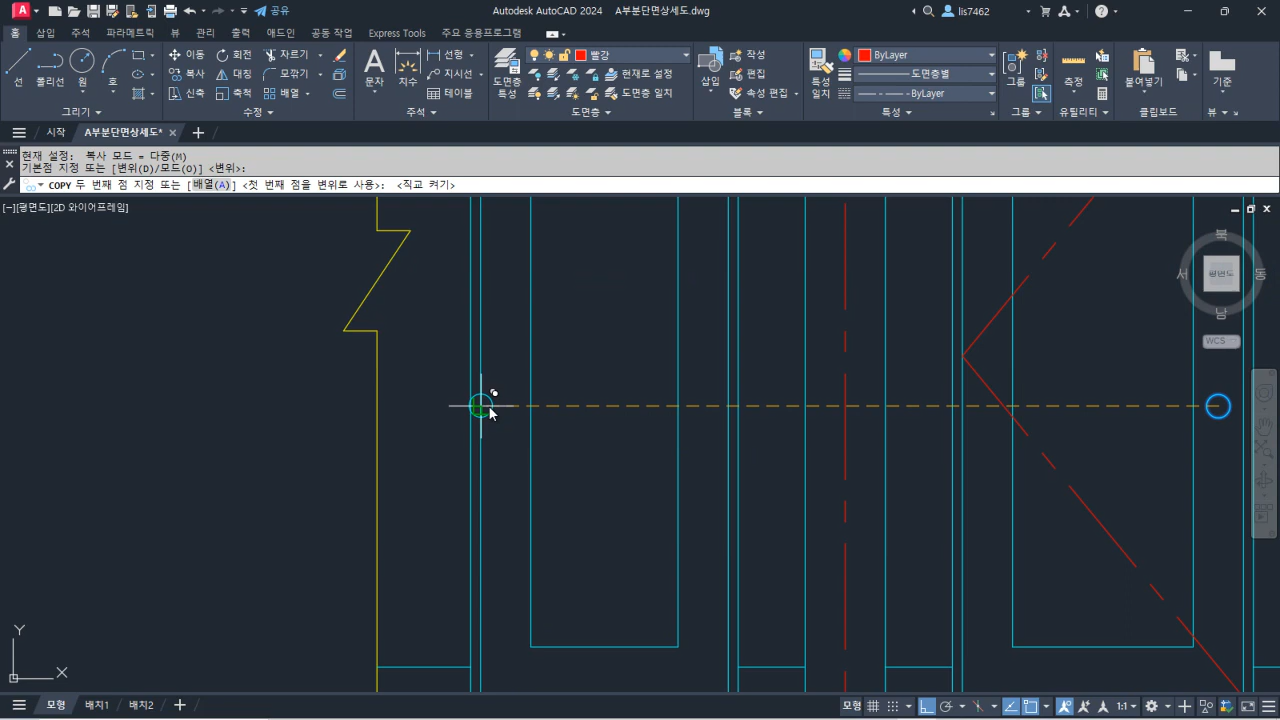 공유
Autodesk AutoCAD 2024 A부분단면상세도.dwg
lis7462
홈 삽입 주석 파라메트릭 뷰 관리 출력 애드인 공동 작업 Express Tools 주요 응용프로그램
선 폴리선 원 호
이동 회전 자르기
복사 대칭 모깎기
신축 축척 배열
문자 치수
선형
지시선
테이블
도면층 특성
빨강
현재로 설정
도면층 일치
삽입
작성
편집
속성 편집
특성 일치
ByLayer
도면층별
ByLayer
그룹 측정 붙여넣기 기준
그리기 수정 주석 도면층 블록 특성 그룹 유틸리티 클립보드 뷰
시작 A부분단면상세도*
현재 설정: 복사 모드 = 다중(M)
기본점 지정 또는 [변위(D)/모드(O)] <변위>:
COPY 두 번째 점 지정 또는 [배열(A)] <첫 번째 점을 변위로 사용>: <직교 켜기>
[−][평면도][2D 와이어프레임]
북
서 평면도 동
남
WCS
Y
X
모형 배치1 배치2
모형 1:1